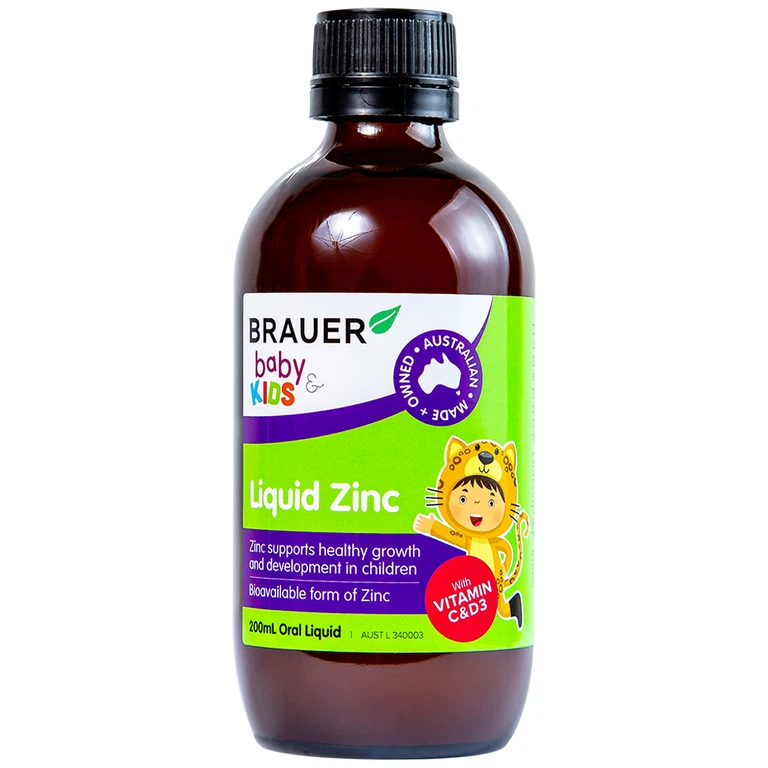 BRAUER
baby
& KIDS
AUSTRALIAN • MADE + OWNED •
Liquid Zinc
Zinc supports healthy growth
and development in children
Bioavailable form of Zinc
With
VITAMIN
C&D3
200mL Oral Liquid | AUST L 340003